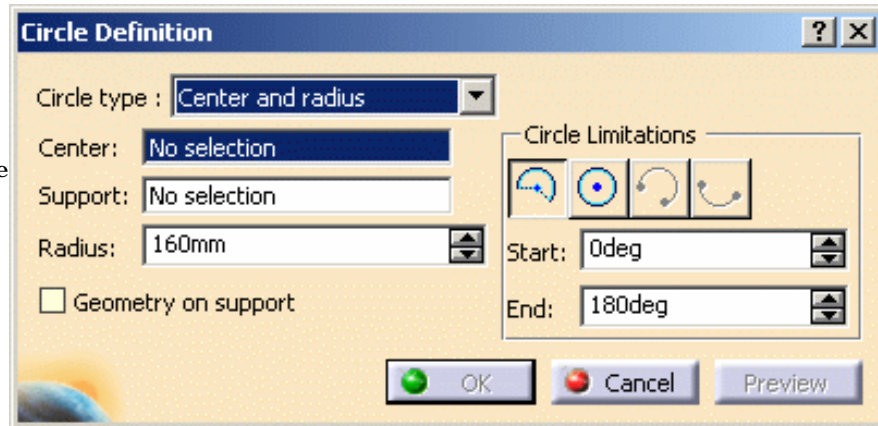 Circle Definition
? X
Circle type : Center and radius
Center: No selection
e
Support: No selection
Radius: 160mm
Geometry on support
Circle Limitations
Start: 0deg
End: 180deg
OK Cancel Preview